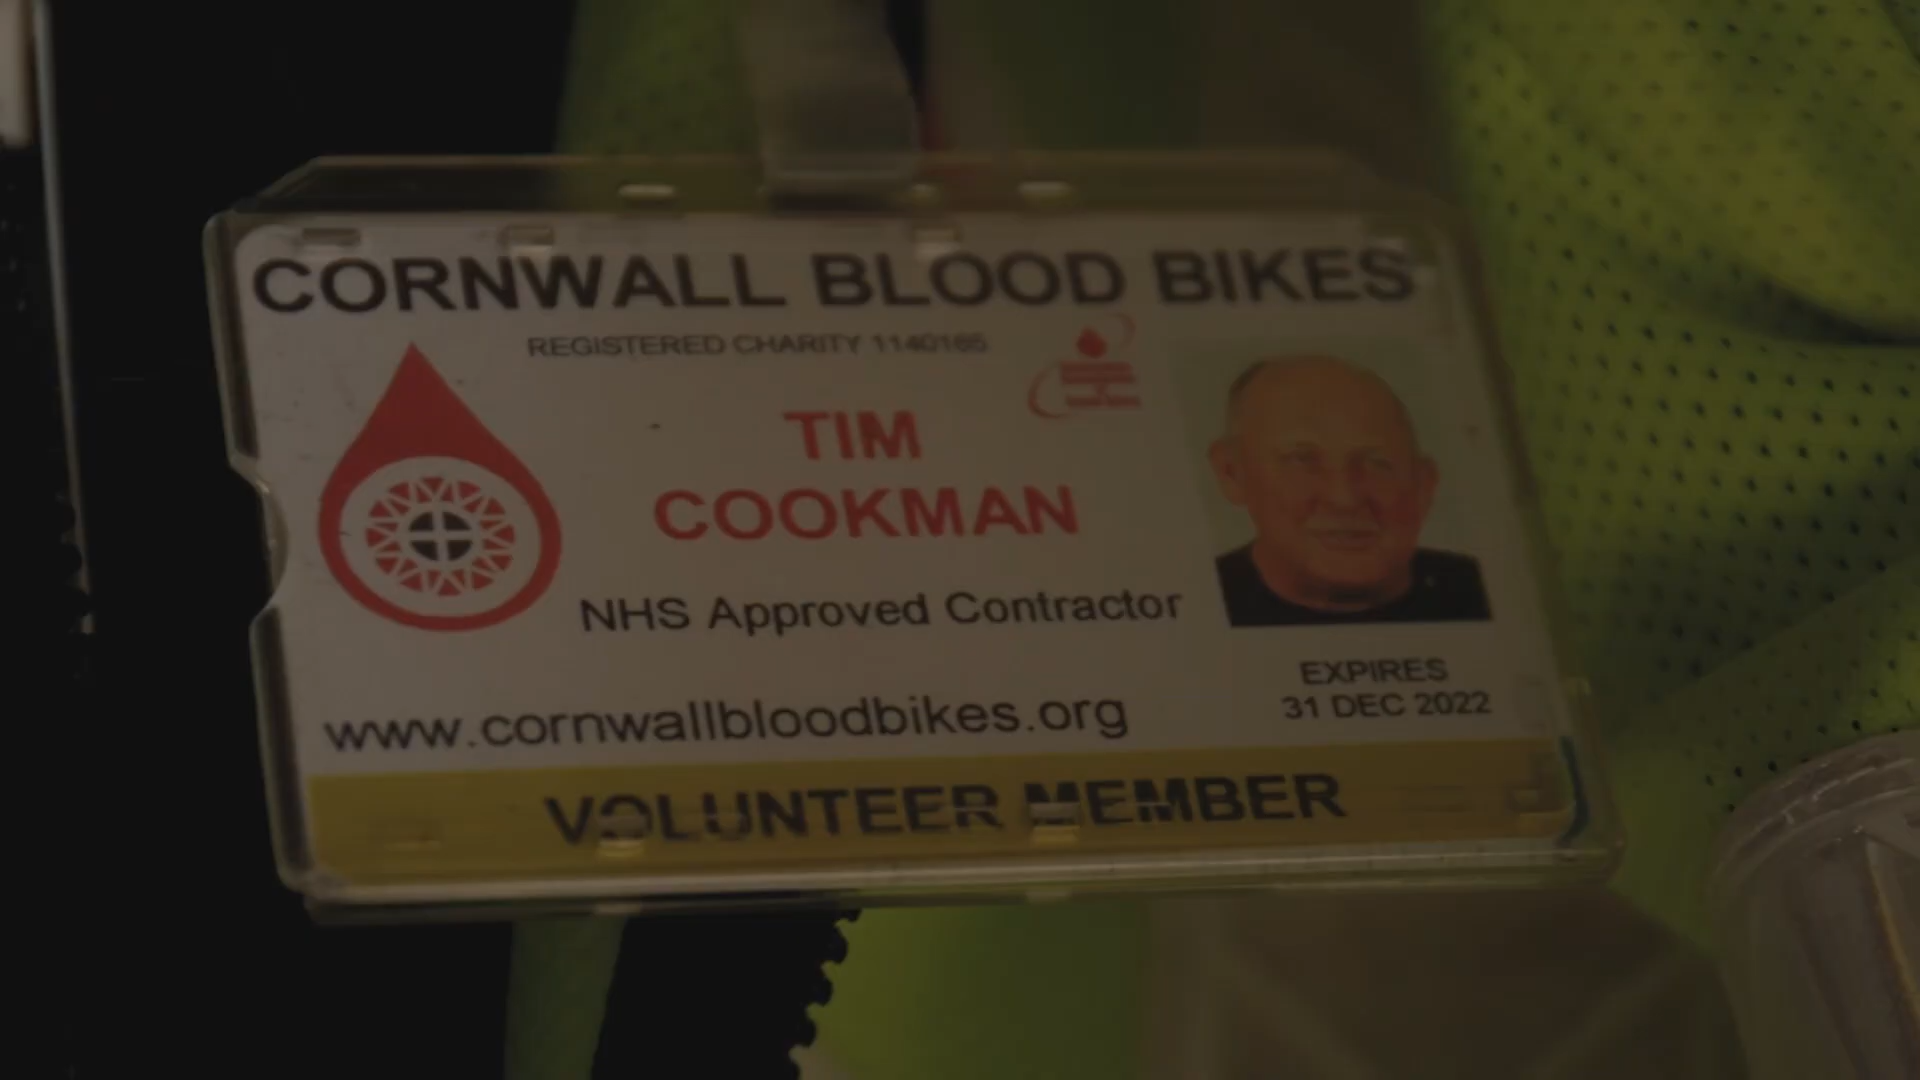 CORNWALL BLOOD BIKES
REGISTERED CHARITY 1140165
TIM
COOKMAN
NHS Approved Contractor
EXPIRES
31 DEC 2022
www.cornwallbloodbikes.org
VOLUNTEER MEMBER